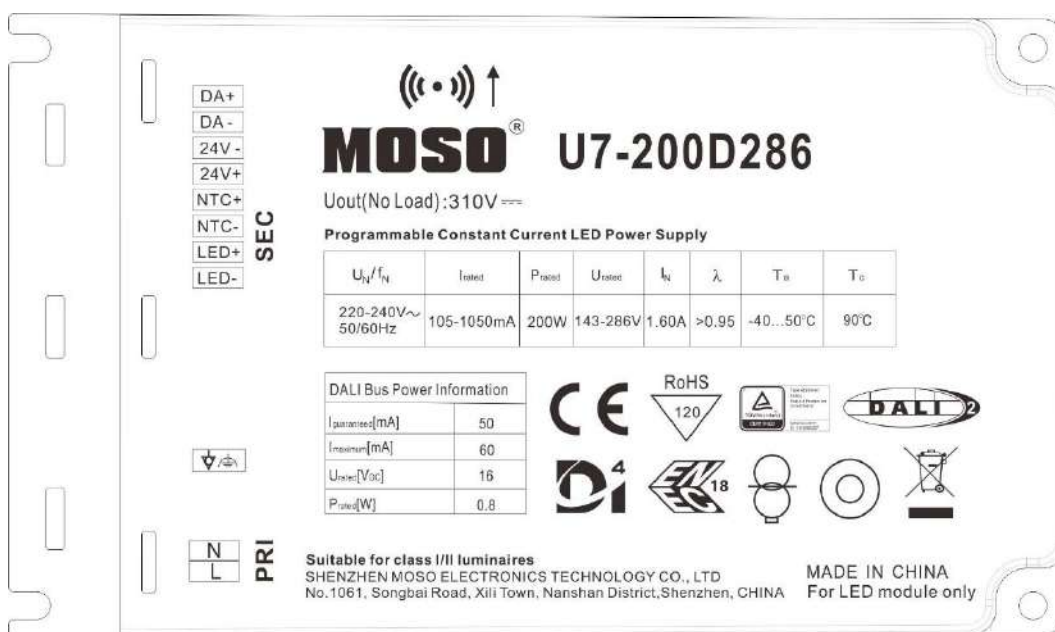 DA+
DA-
24V -
24V+
NTC+
NTC-
LED+
LED-
SEC
MOSO® U7-200D286
Uout(No Load):310V
Programmable Constant Current LED Power Supply
UN/fN Irated Prated Urated IN λ
220-240V~ 50/60Hz 105-1050mA 200W 143-286V 1.60A >0.95 -40...50°C 90°C
DALI Bus Power Information
Iguaranteed[mA] 50
Imaximum[mA] 60
Urated[VDC] 16
Prated[W] 0.8
CE
RoHS
120
DALI 2
Di4
ENEC 18
N
L
PRI
Suitable for class I/II luminaires
SHENZHEN MOSO ELECTRONICS TECHNOLOGY CO., LTD
No.1061, Songbai Road, Xili Town, Nanshan District,Shenzhen, CHINA
MADE IN CHINA
For LED module only